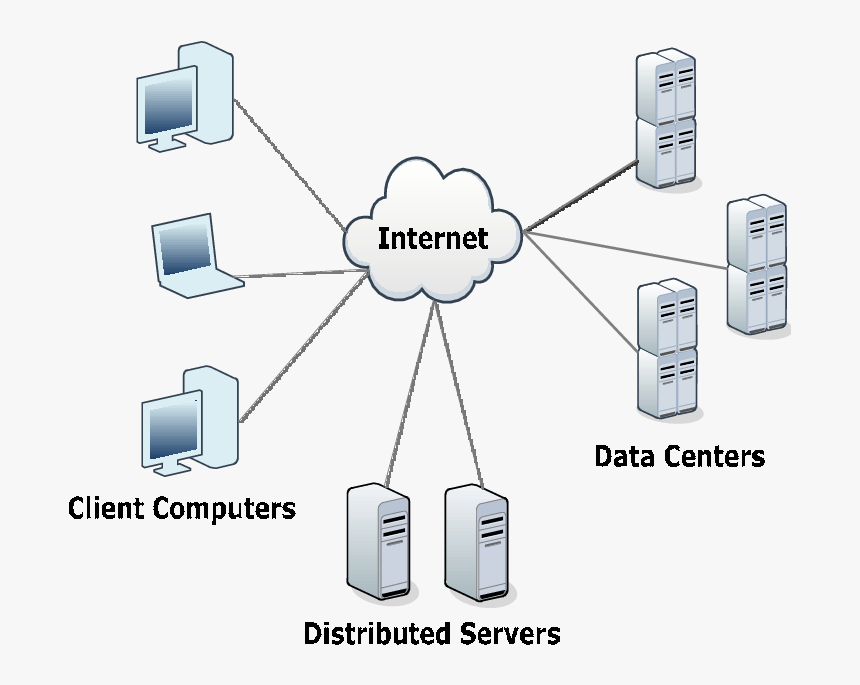 Internet
Data Centers
Client Computers
Distributed Servers